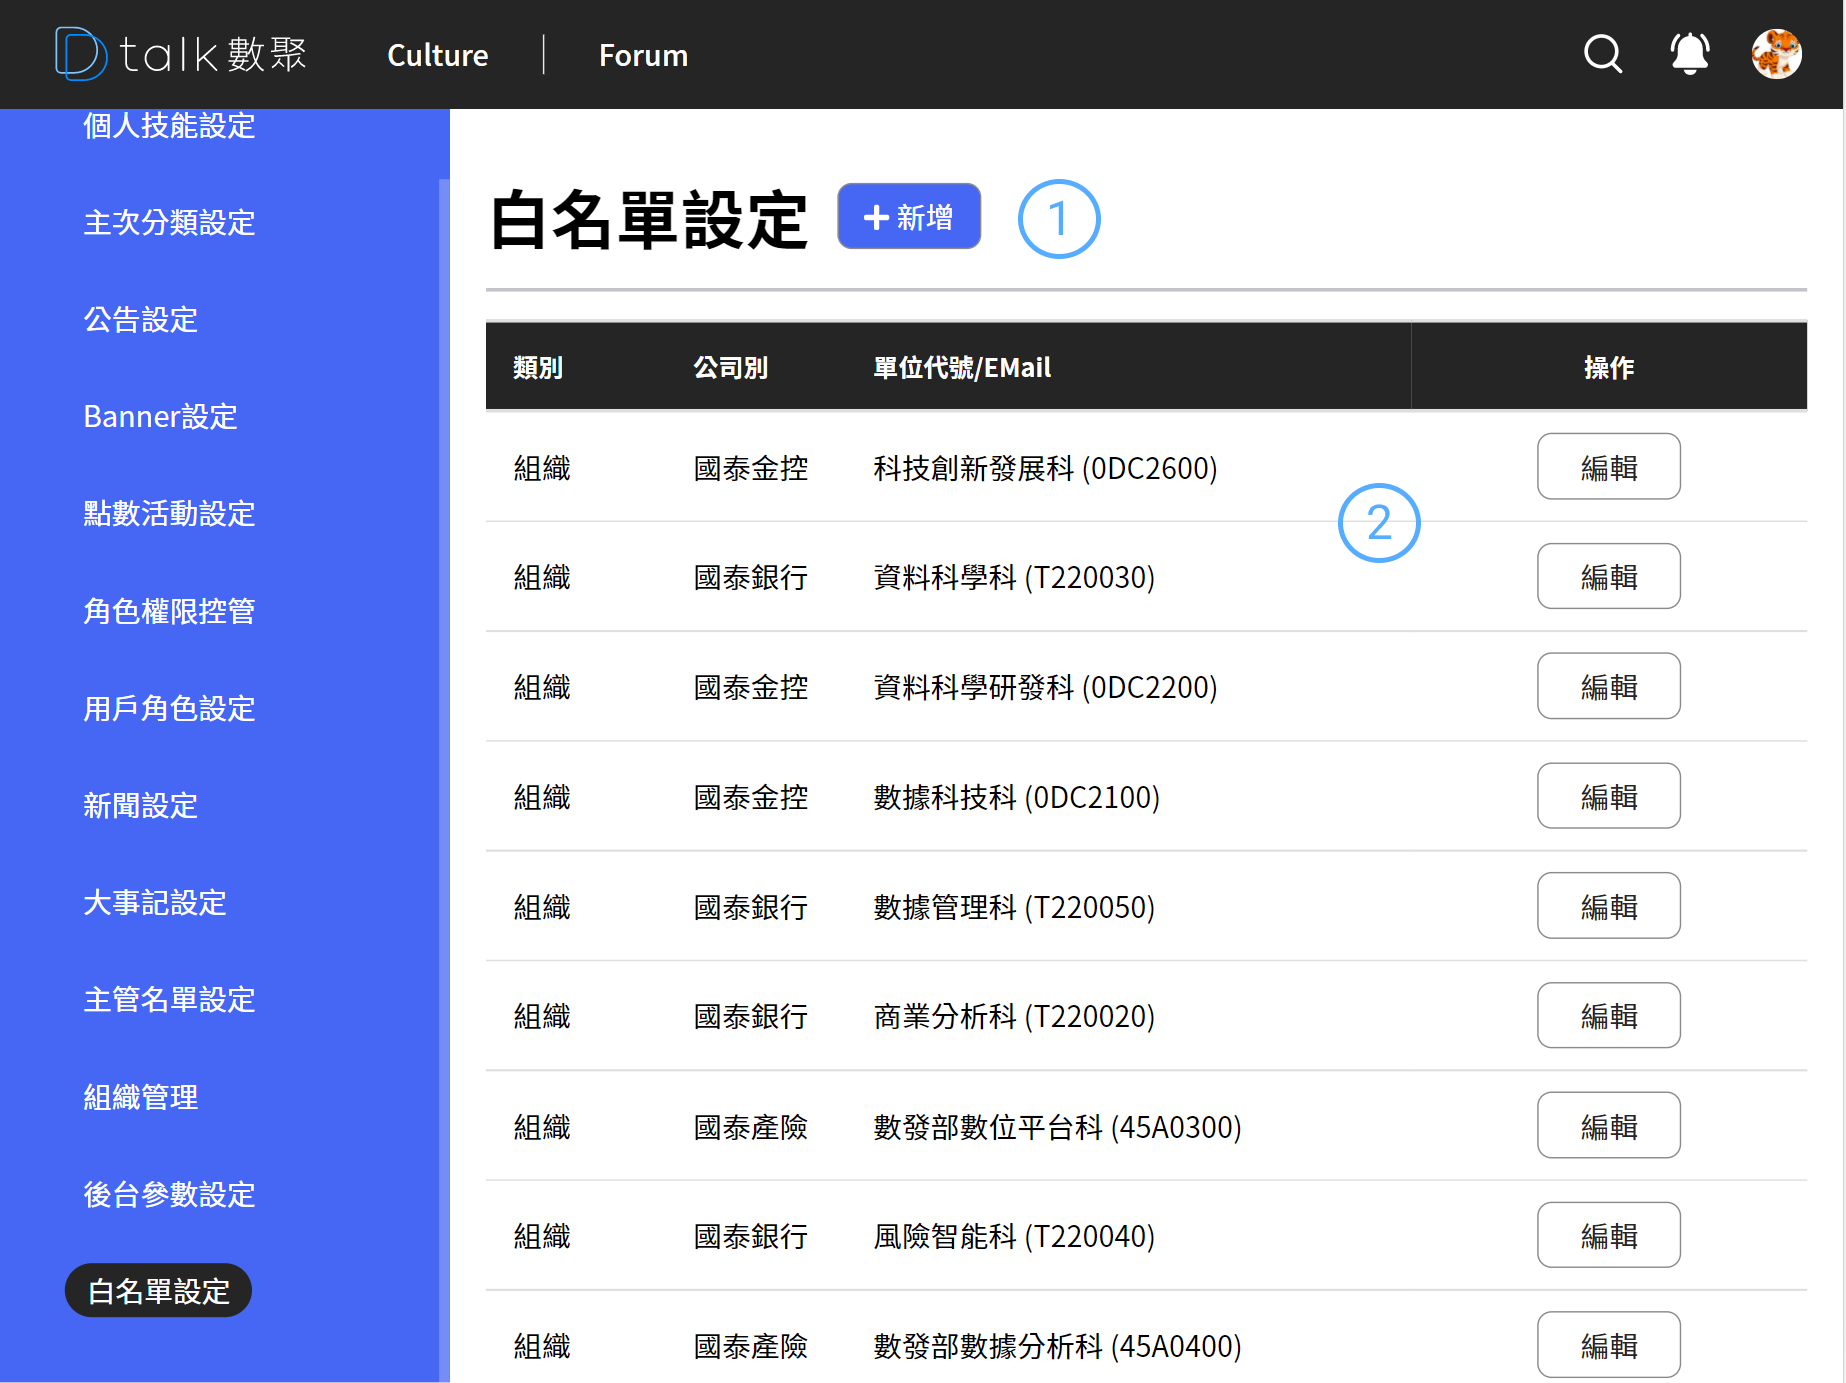 Dtalk數聚
Culture
Forum
個人技能設定
主次分類設定
公告設定
Banner設定
點數活動設定
角色權限控管
用戶角色設定
新聞設定
大事記設定
主管名單設定
組織管理
後台參數設定
白名單設定
白名單設定 + 新增 1
類別 公司別 單位代號/EMail 操作
組織 國泰金控 科技創新發展科 (0DC2600) 編輯
2
組織 國泰銀行 資料科學科 (T220030) 編輯
組織 國泰金控 資料科學研發科 (0DC2200) 編輯
組織 國泰金控 數據科技科 (0DC2100) 編輯
組織 國泰銀行 數據管理科 (T220050) 編輯
組織 國泰銀行 商業分析科 (T220020) 編輯
組織 國泰產險 數發部數位平台科 (45A0300) 編輯
組織 國泰銀行 風險智能科 (T220040) 編輯
組織 國泰產險 數發部數據分析科 (45A0400) 編輯